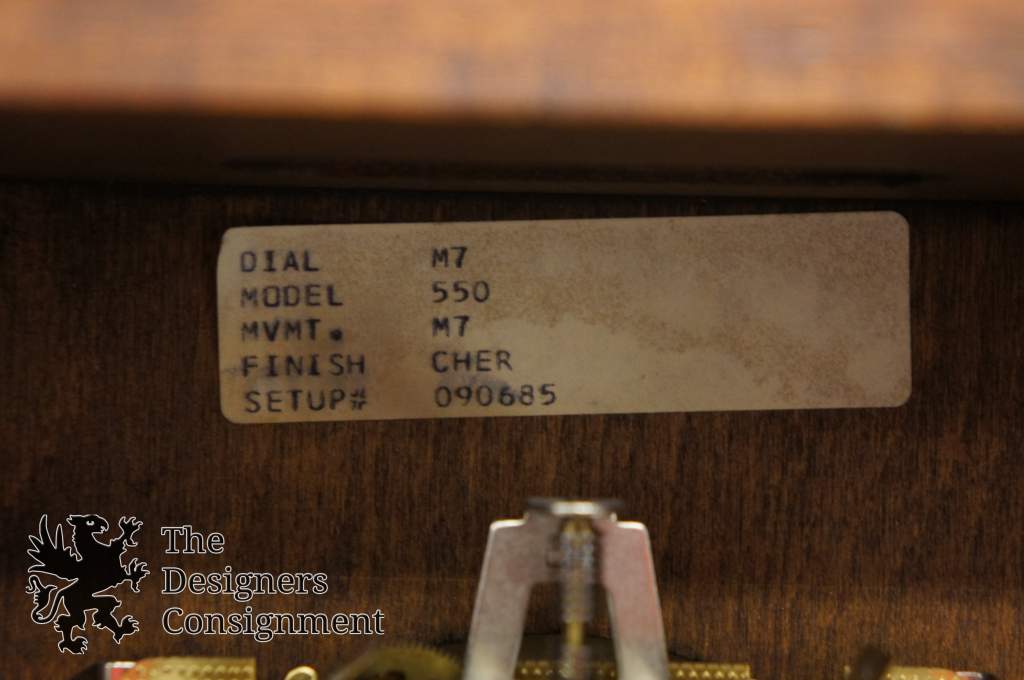 DIAL M7
MODEL 550
MVMT. M7
FINISH CHER
SETUP# 090685
The
Designers
Consignment